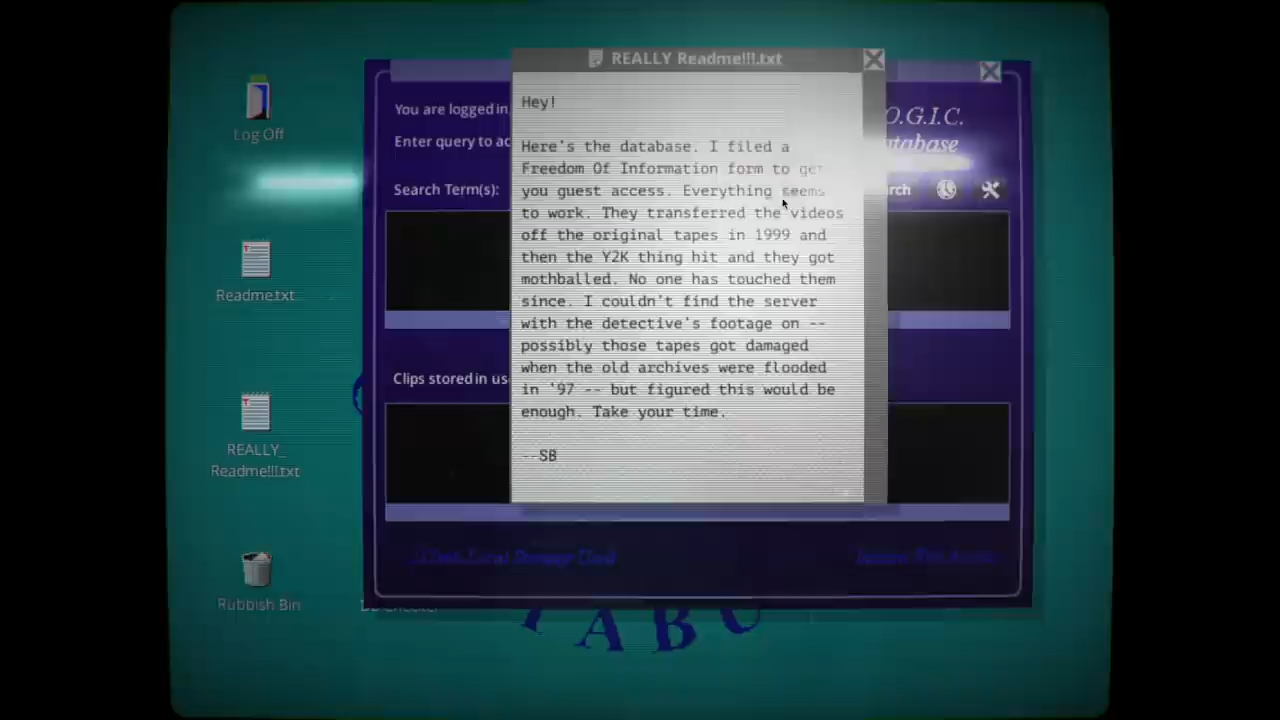 REALLY Readme!!!.txt
Hey!
Here's the database. I filed a
Freedom Of Information form to get
you guest access. Everything seems
to work. They transferred the videos
off the original tapes in 1999 and
then the Y2K thing hit and they got
mothballed. No one has touched them
since. I couldn't find the server
with the detective's footage on --
possibly those tapes got damaged
when the old archives were flooded
in '97 -- but figured this would be
enough. Take your time.
--SB
You are logged in
Enter query to ac
Search Term(s):
Clips stored in us
O.G.I.C.
atabase
arch
Log Off
Readme.txt
REALLY_
Readme!!!.txt
Rubbish Bin
DB Checker
ABU